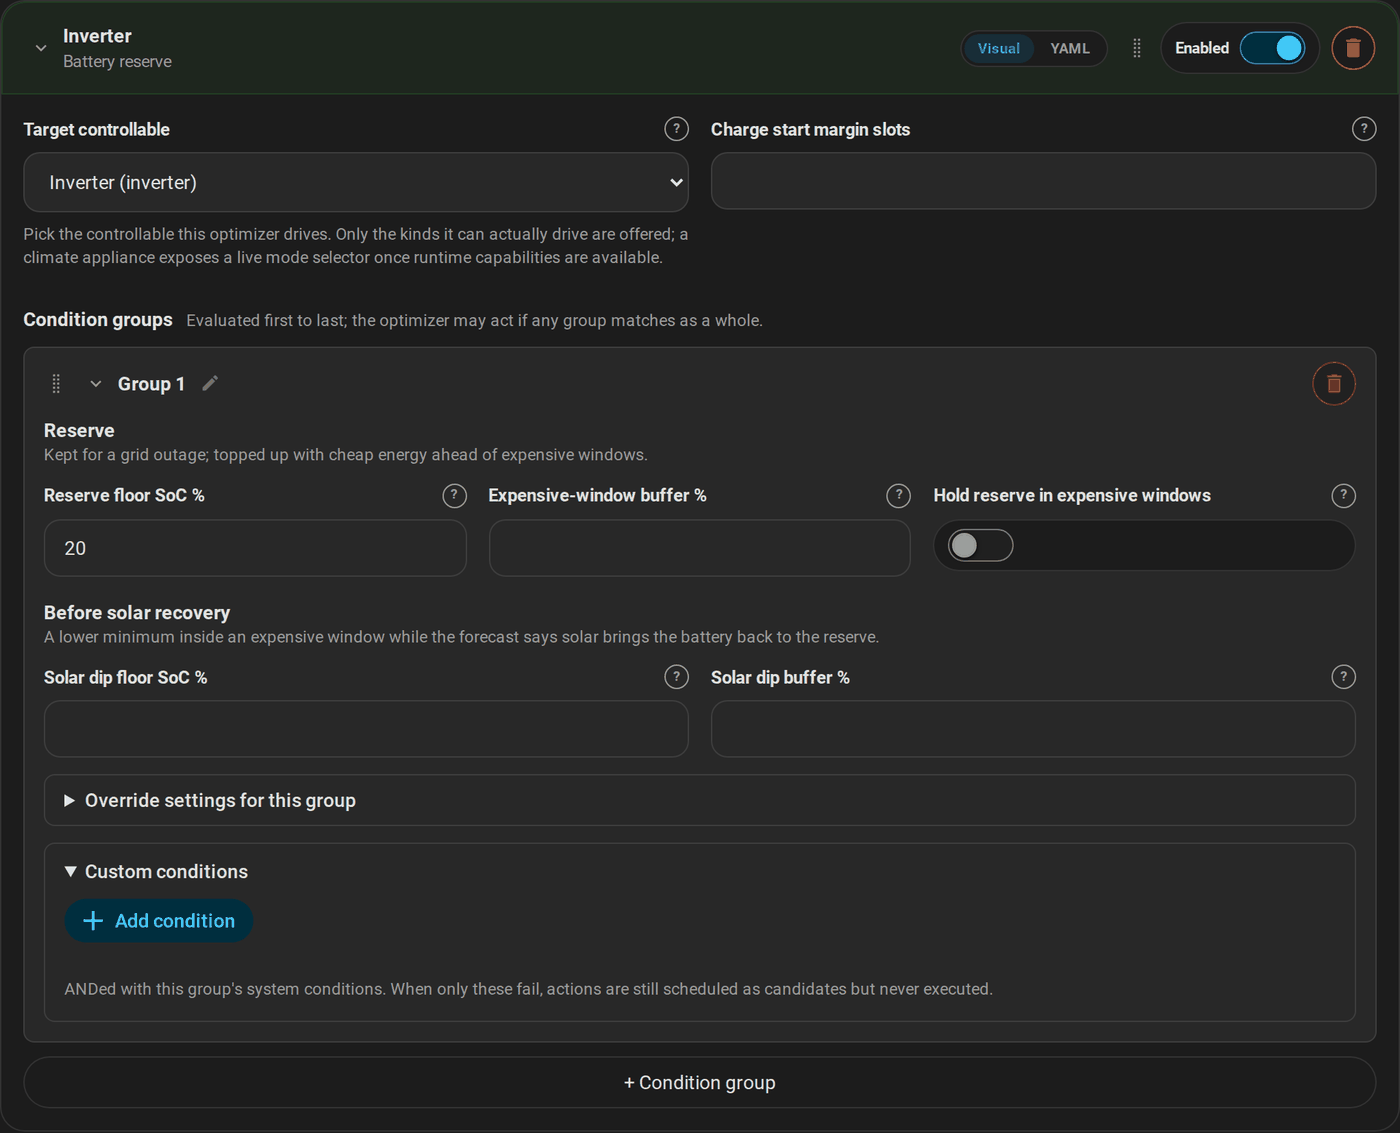 Inverter
Battery reserve
Visual YAML
Enabled
Target controllable ?
Charge start margin slots ?
Inverter (inverter)
Pick the controllable this optimizer drives. Only the kinds it can actually drive are offered; a
climate appliance exposes a live mode selector once runtime capabilities are available.
Condition groups Evaluated first to last; the optimizer may act if any group matches as a whole.
Group 1
Reserve
Kept for a grid outage; topped up with cheap energy ahead of expensive windows.
Reserve floor SoC % ?
Expensive-window buffer % ?
Hold reserve in expensive windows ?
20
Before solar recovery
A lower minimum inside an expensive window while the forecast says solar brings the battery back to the reserve.
Solar dip floor SoC % ?
Solar dip buffer % ?
Override settings for this group
Custom conditions
Add condition
ANDed with this group's system conditions. When only these fail, actions are still scheduled as candidates but never executed.
+ Condition group